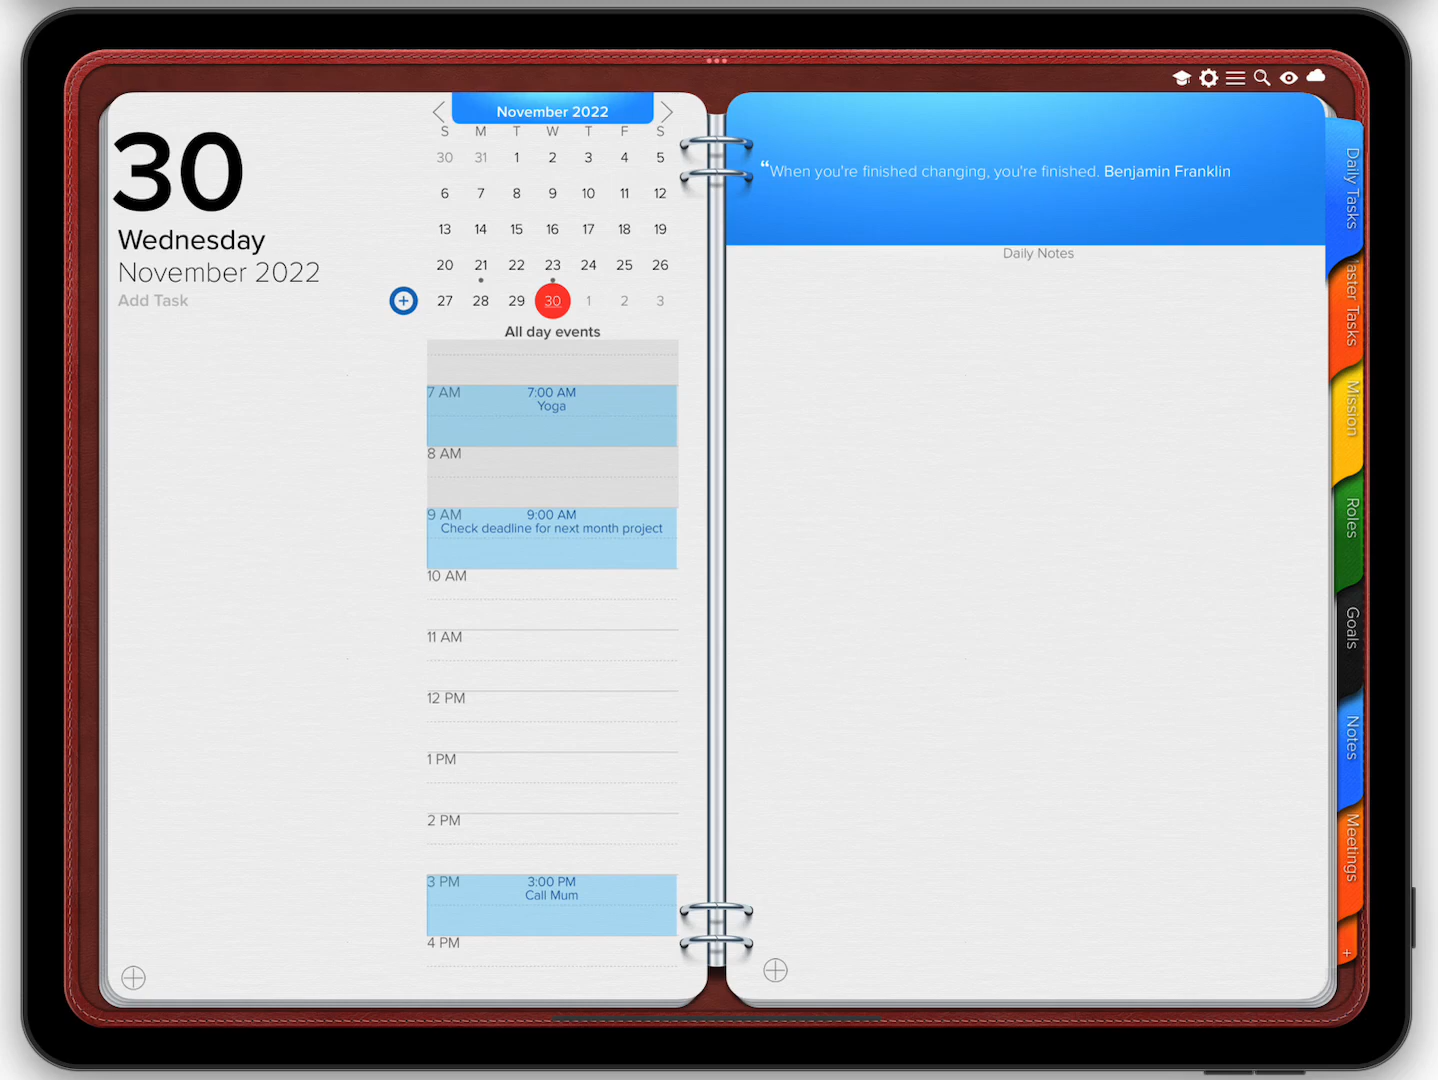 30
Wednesday
November 2022
Add Task
November 2022
S M T W T F S
30 31 1 2 3 4 5
6 7 8 9 10 11 12
13 14 15 16 17 18 19
20 21 22 23 24 25 26
27 28 29 30 1 2 3
All day events
7 AM 7:00 AM
Yoga
8 AM
9 AM 9:00 AM
Check deadline for next month project
10 AM
11 AM
12 PM
1 PM
2 PM
3 PM 3:00 PM
Call Mum
4 PM
“When you're finished changing, you're finished. Benjamin Franklin
Daily Notes
Daily Tasks
aster Tasks
Mission
Roles
Goals
Notes
Meetings
+